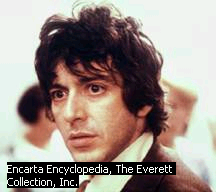 Encarta Encyclopedia, The Everett
Collection, Inc.